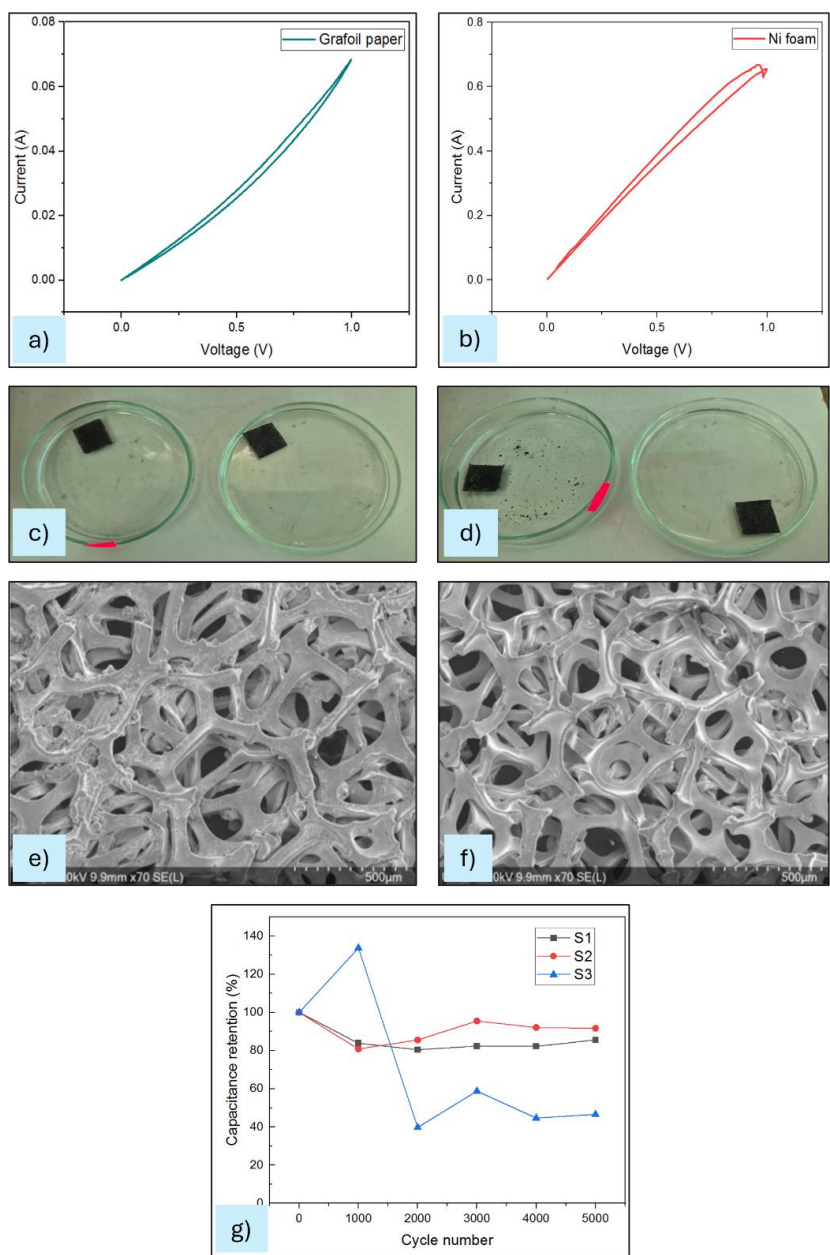 Grafoil paper
0.08
0.06
0.04
0.02
0.00
Current (A)
0.0 0.5 1.0
Voltage (V)
a)
Ni foam
0.8
0.6
0.4
0.2
0.0
Current (A)
0.0 0.5 1.0
Voltage (V)
b)
c)
d)
e)
0kV 9.9mm x70 SE(L) 500µm
f)
0kV 9.9mm x70 SE(L) 500µm
S1
S2
S3
140
120
100
80
60
40
20
0
Capacitance retention (%)
0 1000 2000 3000 4000 5000
Cycle number
g)